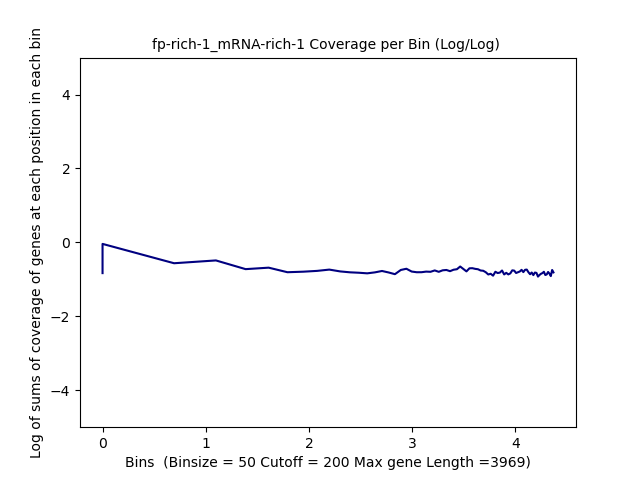 fp-rich-1_mRNA-rich-1 Coverage per Bin (Log/Log)
Log of sums of coverage of genes at each position in each bin
4
2
0
−2
−4
0 1 2 3 4
Bins  (Binsize = 50 Cutoff = 200 Max gene Length =3969)